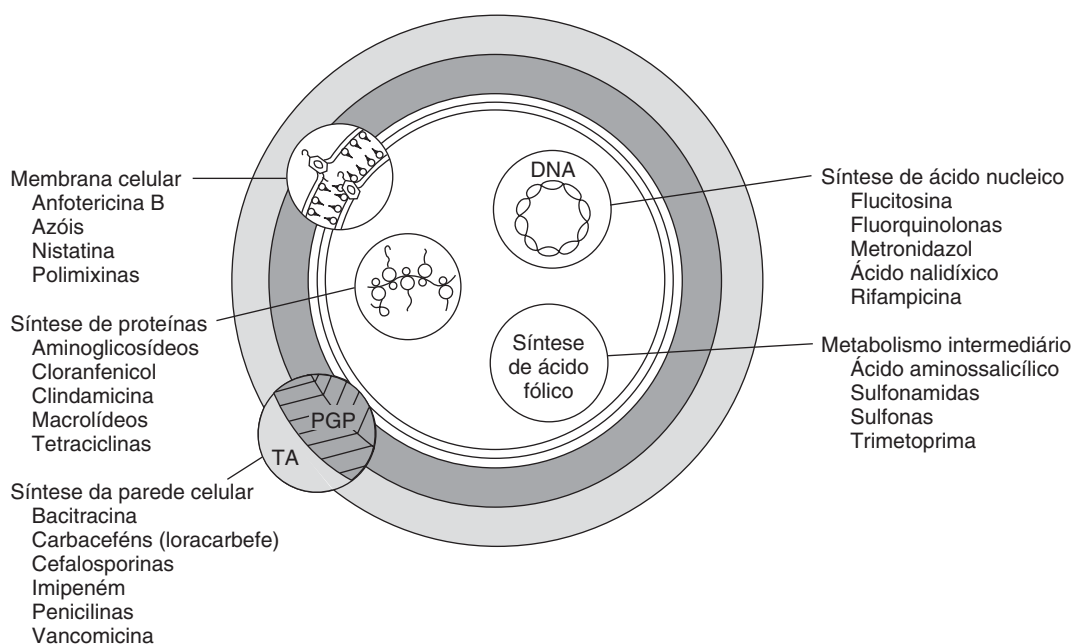 Membrana celular
Anfotericina B
Azóis
Nistatina
Polimixinas
Síntese de proteínas
Aminoglicosídeos
Cloranfenicol
Clindamicina
Macrolídeos
Tetraciclinas
Síntese da parede celular
Bacitracina
Carbaceféns (loracarbefe)
Cefalosporinas
Imipeném
Penicilinas
Vancomicina
DNA
Síntese
de ácido
fólico
PGP
TA
Síntese de ácido nucleico
Flucitosina
Fluorquinolonas
Metronidazol
Ácido nalidíxico
Rifampicina
Metabolismo intermediário
Ácido aminossalicílico
Sulfonamidas
Sulfonas
Trimetoprima